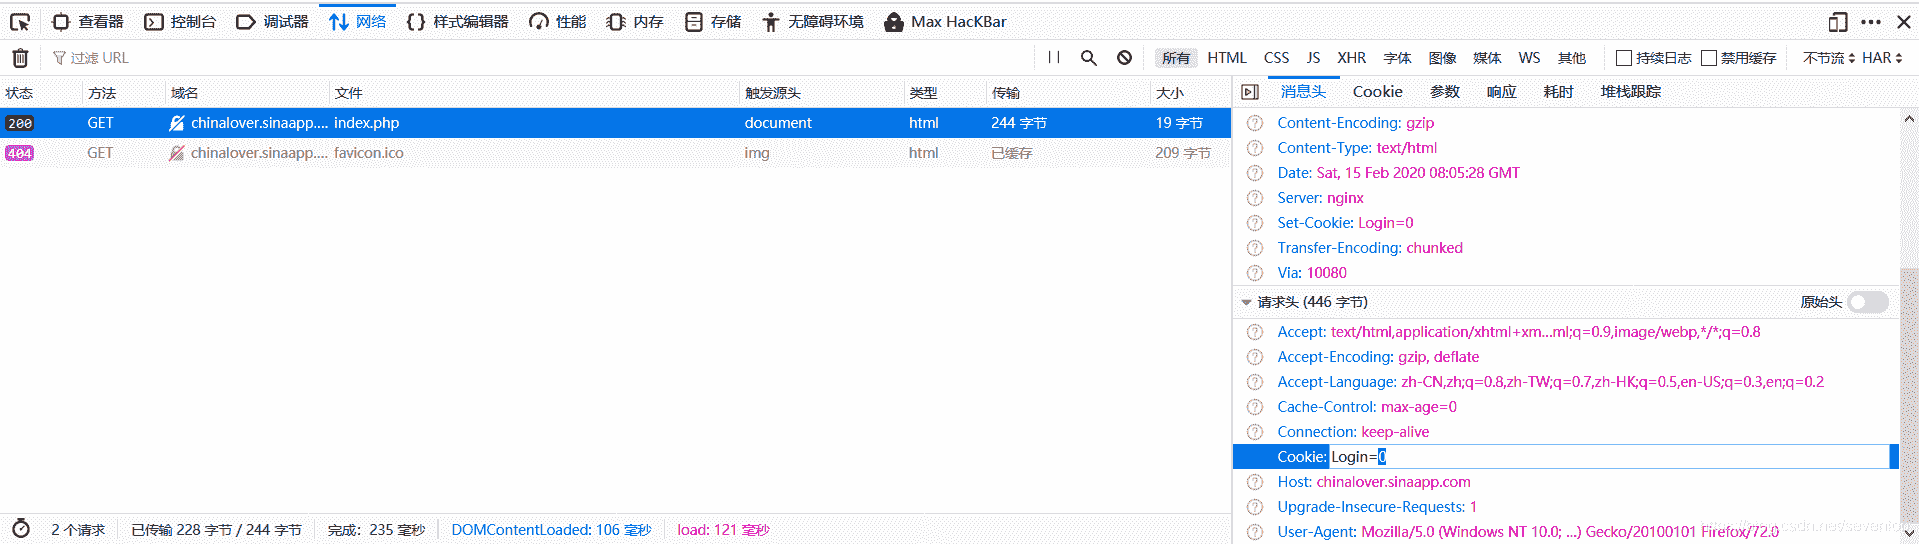 查看器 控制台 调试器 网络 样式编辑器 性能 内存 存储 无障碍环境 Max HacKBar
过滤 URL 所有 HTML CSS JS XHR 字体 图像 媒体 WS 其他 持续日志 禁用缓存 不节流 HAR
状态 方法 域名 文件 触发源头 类型 传输 大小
200 GET chinalover.sinaapp.... index.php document html 244 字节 19 字节
404 GET chinalover.sinaapp.... favicon.ico img html 已缓存 209 字节
2 个请求 已传输 228 字节 / 244 字节 完成：235 毫秒 DOMContentLoaded: 106 毫秒 load: 121 毫秒
消息头 Cookie 参数 响应 耗时 堆栈跟踪
Content-Encoding: gzip
Content-Type: text/html
Date: Sat, 15 Feb 2020 08:05:28 GMT
Server: nginx
Set-Cookie: Login=0
Transfer-Encoding: chunked
Via: 10080
请求头 (446 字节) 原始头
Accept: text/html,application/xhtml+xm...ml;q=0.9,image/webp,*/*;q=0.8
Accept-Encoding: gzip, deflate
Accept-Language: zh-CN,zh;q=0.8,zh-TW;q=0.7,zh-HK;q=0.5,en-US;q=0.3,en;q=0.2
Cache-Control: max-age=0
Connection: keep-alive
Cookie: Login=0
Host: chinalover.sinaapp.com
Upgrade-Insecure-Requests: 1
User-Agent: Mozilla/5.0 (Windows NT 10.0; ...) Gecko/20100101 Firefox/72.0